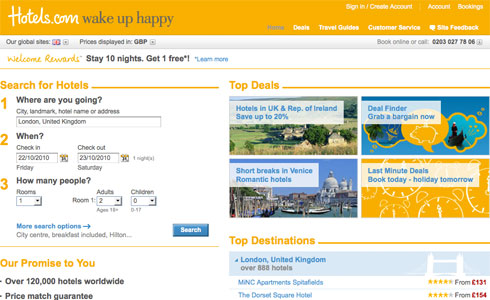 Hotels.com wake up happy
Sign in / Create Account | Account Bookings
Home Deals Travel Guides Customer Support Site Feedback
Our global sites: Prices displayed in: GBP
Book online or call: 0203 027 78 06
Welcome Rewards™ Stay 10 nights. Get 1 free*! *Learn more
Search for Hotels
1 Where are you going?
City, landmark, hotel name or address
London, United Kingdom
2 When?
Check in Check out
22/10/2010 23/10/2010 1 night(s)
Friday Saturday
3 How many people?
Rooms Adults Children
1 Room 1: 2 0
Ages 18+ 0-17
More search options
City centre, breakfast included, Hilton...
Search
Our Promise to You
Over 120,000 hotels worldwide
Price match guarantee
Top Deals
Hotels in UK & Rep. of Ireland
Save up to 20%
Deal Finder
Grab a bargain now
Short breaks in Venice
Romantic hotels
Last Minute Deals
Book today - holiday tomorrow
Top Destinations
London, United Kingdom
over 888 hotels
MINC Apartments Spitafields From £131
The Dorset Square Hotel From £154